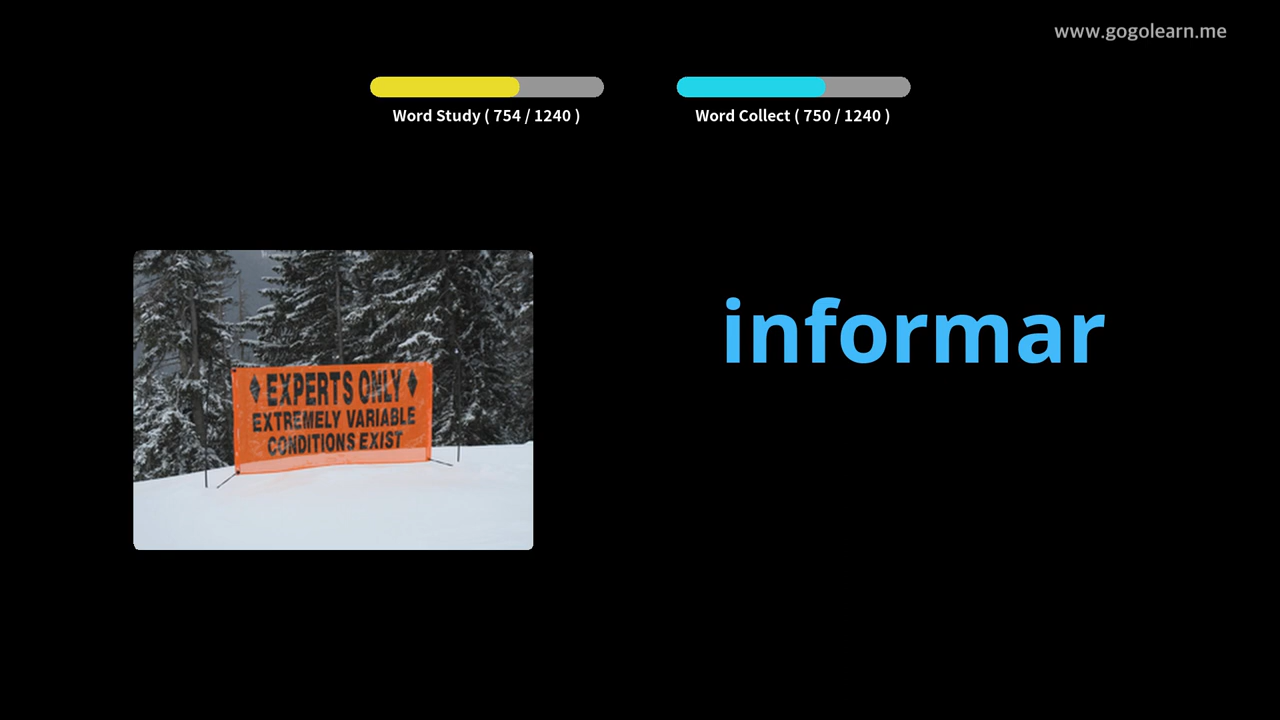 www.gogolearn.me
Word Study ( 754 / 1240 )
Word Collect ( 750 / 1240 )
informar
EXPERTS ONLY
EXTREMELY VARIABLE
CONDITIONS EXIST